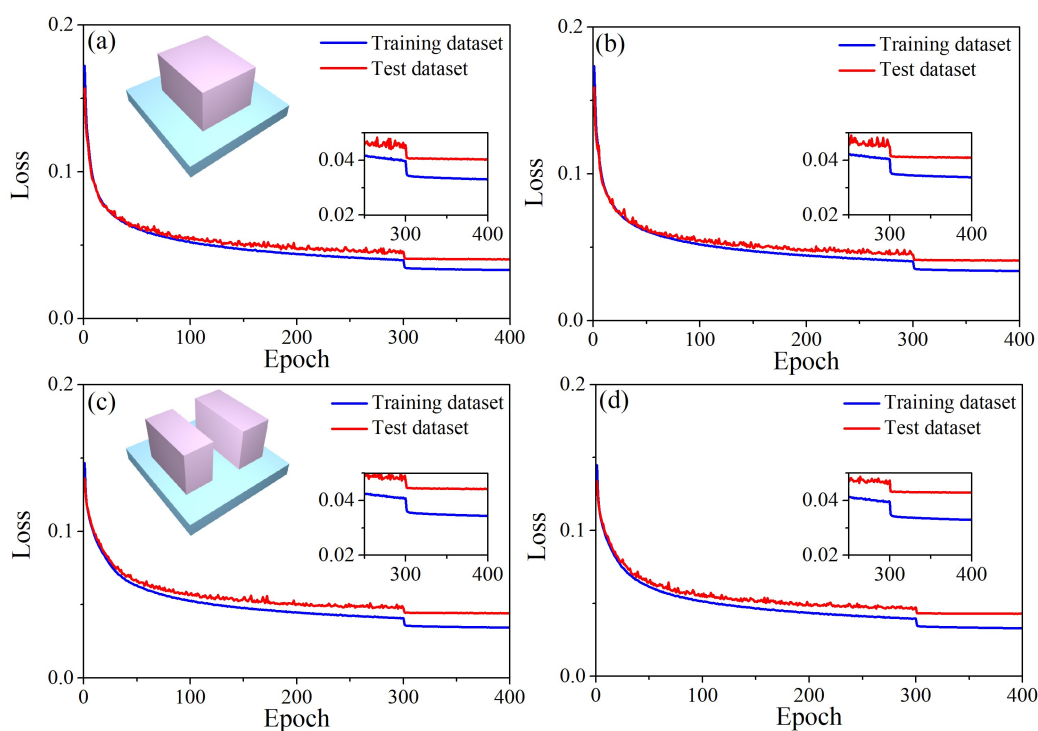 (a)
Training dataset
Test dataset
Loss
0.2
0.1
0.0
0 100 200 300 400
Epoch
0.04
0.02
300 400
(b)
Training dataset
Test dataset
Loss
0.2
0.1
0.0
0 100 200 300 400
Epoch
0.04
0.02
300 400
(c)
Training dataset
Test dataset
Loss
0.2
0.1
0.0
0 100 200 300 400
Epoch
0.04
0.02
300 400
(d)
Training dataset
Test dataset
Loss
0.2
0.1
0.0
0 100 200 300 400
Epoch
0.04
0.02
300 400